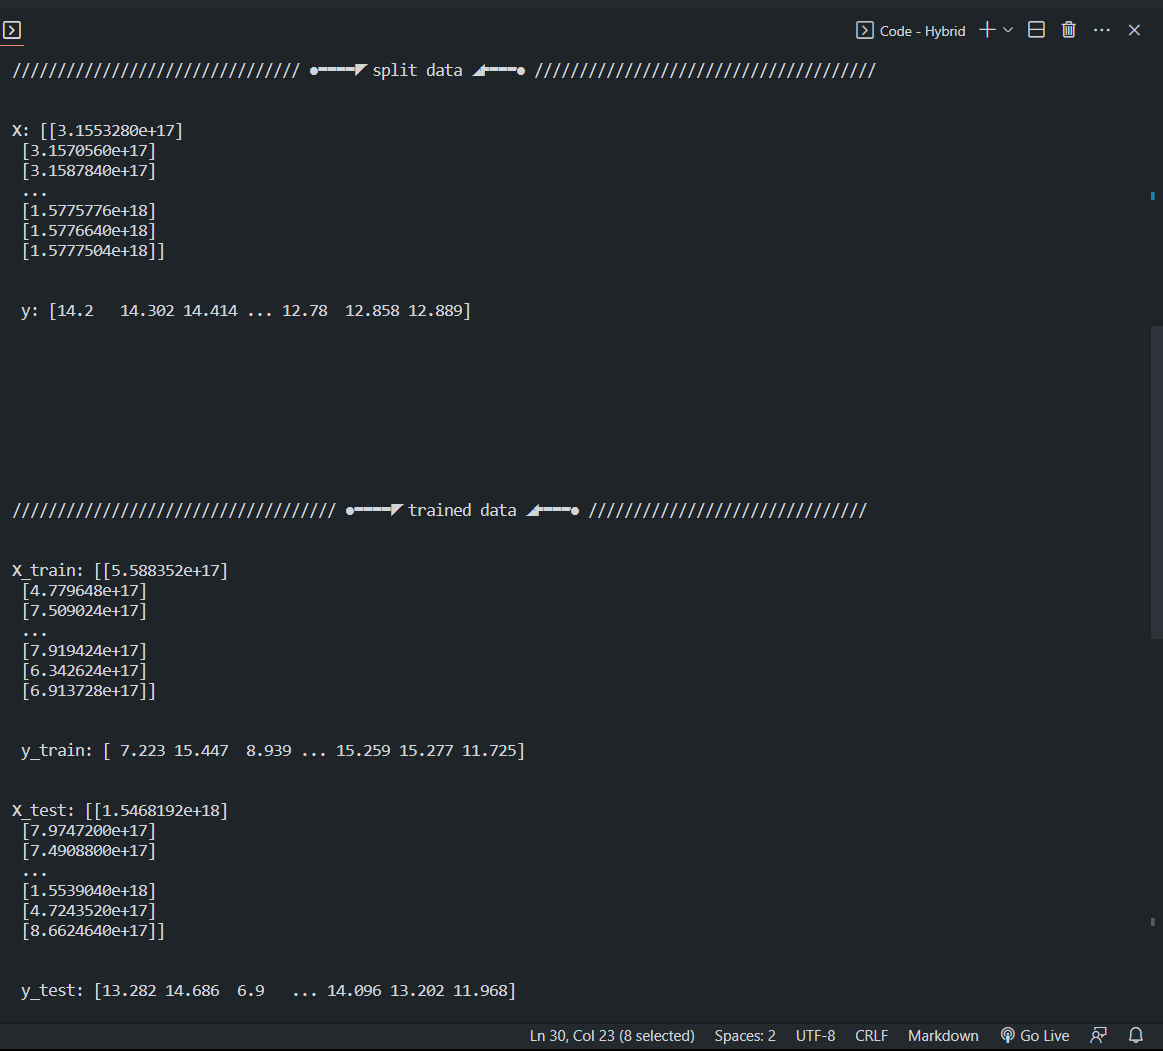 Code - Hybrid
//////////////////////////////// ●━━━━◤ split data ◢━━━━● //////////////////////////////////////
X: [[3.1553280e+17]
[3.1570560e+17]
[3.1587840e+17]
...
[1.5775776e+18]
[1.5776640e+18]
[1.5777504e+18]]
y: [14.2   14.302 14.414 ... 12.78  12.858 12.889]
//////////////////////////////////// ●━━━━◤ trained data ◢━━━━● ///////////////////////////////
X_train: [[5.588352e+17]
[4.779648e+17]
[7.509024e+17]
...
[7.919424e+17]
[6.342624e+17]
[6.913728e+17]]
y_train: [ 7.223 15.447  8.939 ... 15.259 15.277 11.725]
X_test: [[1.5468192e+18]
[7.9747200e+17]
[7.4908800e+17]
...
[1.5539040e+18]
[4.7243520e+17]
[8.6624640e+17]]
y_test: [13.282 14.686  6.9   ... 14.096 13.202 11.968]
Ln 30, Col 23 (8 selected) Spaces: 2 UTF-8 CRLF Markdown Go Live